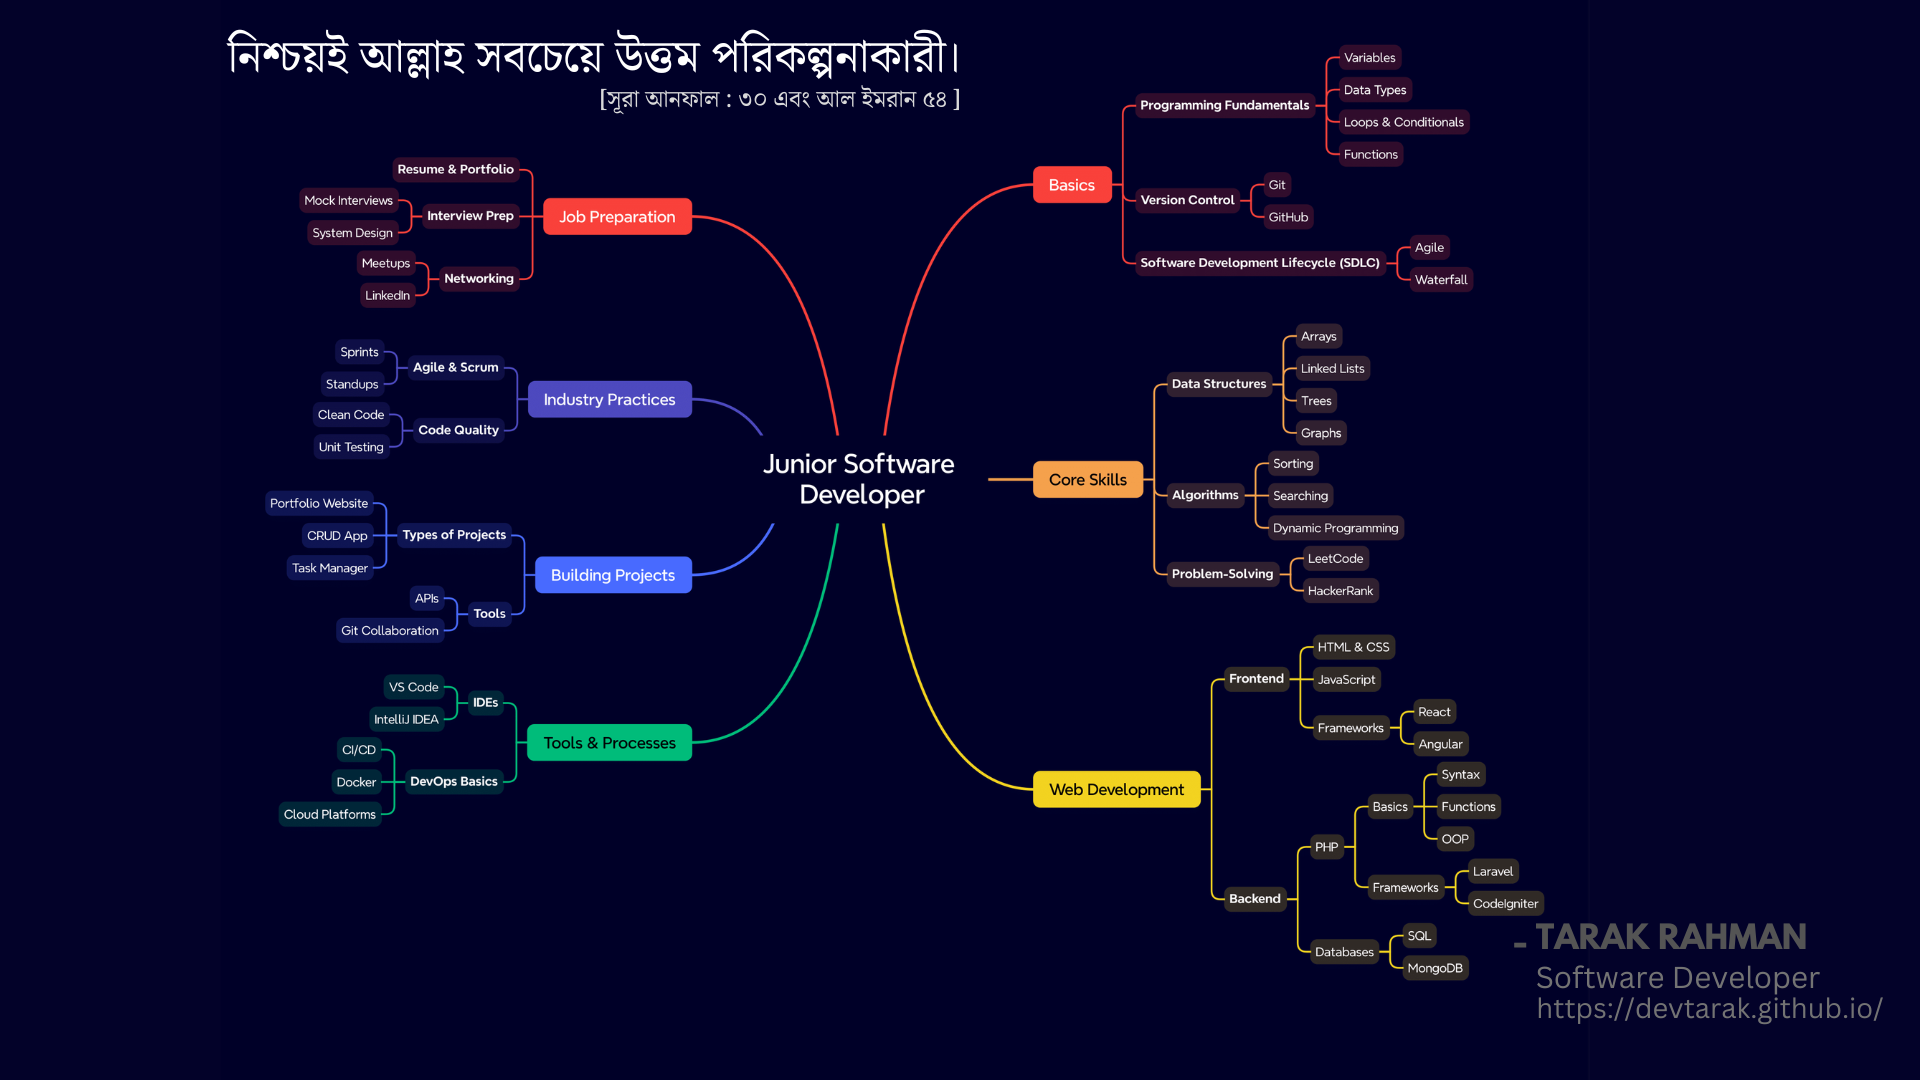 নিশ্চয়ই আল্লাহ সবচেয়ে উত্তম পরিকল্পনাকারী।
[সূরা আনফাল : ৩০ এবং আল ইমরান ৫৪ ]
Junior Software
Developer
Basics
Programming Fundamentals
Variables
Data Types
Loops & Conditionals
Functions
Version Control
Git
GitHub
Software Development Lifecycle (SDLC)
Agile
Waterfall
Core Skills
Data Structures
Arrays
Linked Lists
Trees
Graphs
Algorithms
Sorting
Searching
Dynamic Programming
Problem-Solving
LeetCode
HackerRank
Web Development
Frontend
HTML & CSS
JavaScript
Frameworks
React
Angular
Backend
PHP
Basics
Syntax
Functions
OOP
Frameworks
Laravel
CodeIgniter
Databases
SQL
MongoDB
Job Preparation
Resume & Portfolio
Interview Prep
Mock Interviews
System Design
Networking
Meetups
LinkedIn
Industry Practices
Agile & Scrum
Sprints
Standups
Code Quality
Clean Code
Unit Testing
Building Projects
Types of Projects
Portfolio Website
CRUD App
Task Manager
Tools
APIs
Git Collaboration
Tools & Processes
IDEs
VS Code
IntelliJ IDEA
DevOps Basics
CI/CD
Docker
Cloud Platforms
- TARAK RAHMAN
Software Developer
https://devtarak.github.io/